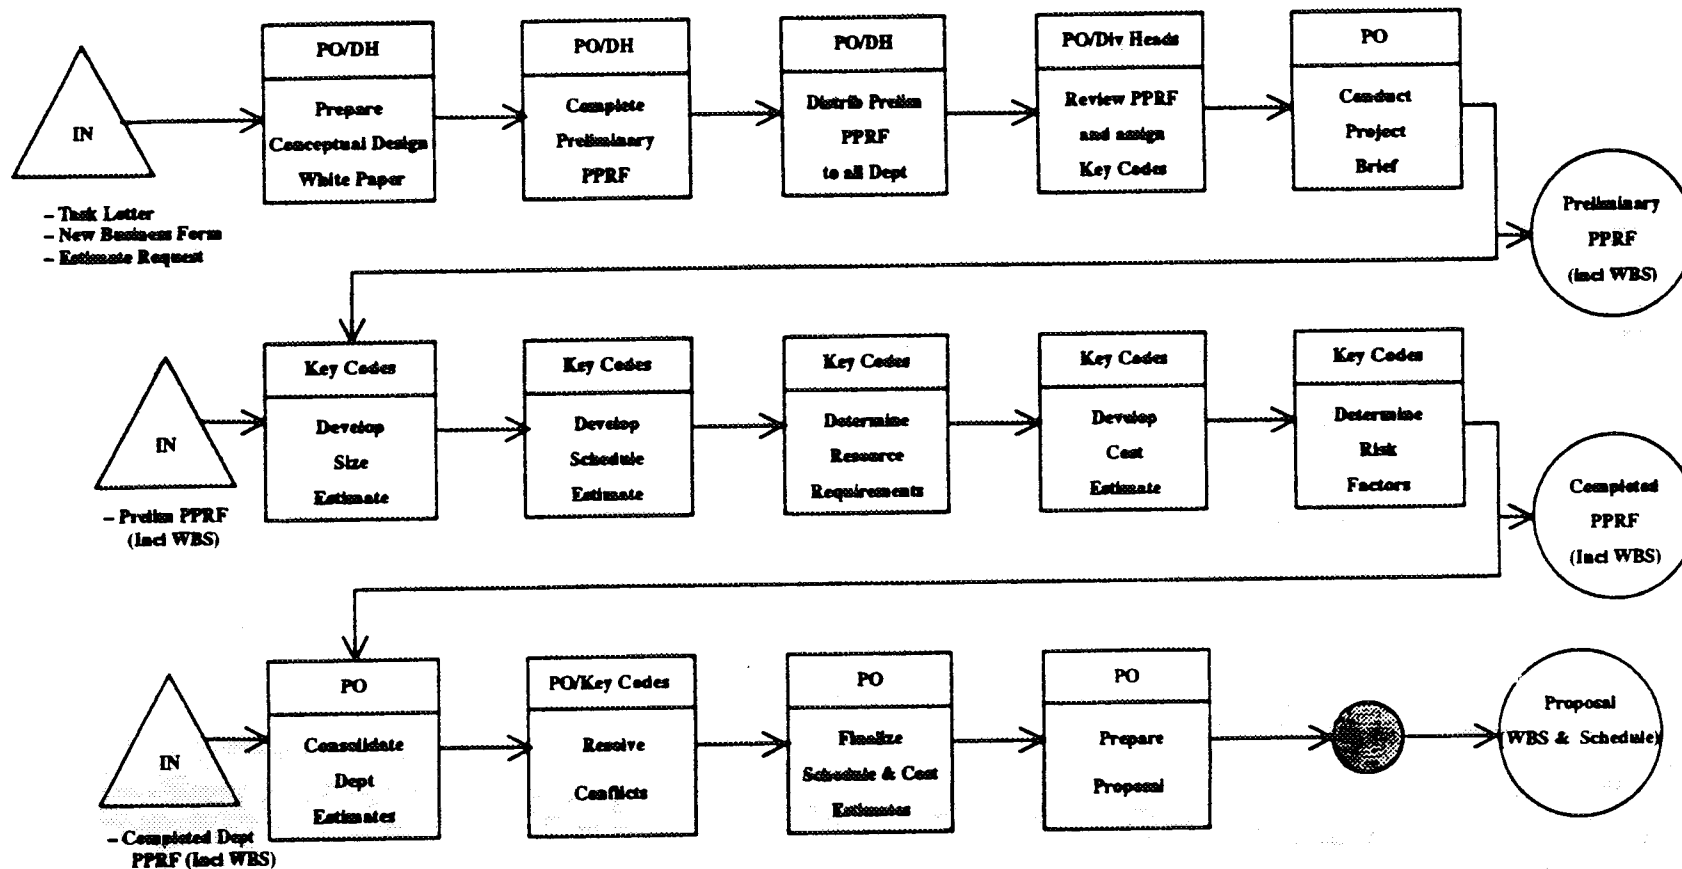 PO/DH
PO/DH
PO/DH
PO/Div Heads
PO
IN
Prepare
Conceptual Design
White Paper
Complete
Preliminary
PPRF
Distrib Prelim
PPRF
to all Dept
Review PPRF
and assign
Key Codes
Conduct
Project
Brief
– Task Letter
– New Business Form
– Estimate Request
Preliminary
PPRF
(Incl WBS)
Key Codes
Key Codes
Key Codes
Key Codes
Key Codes
IN
Develop
Size
Estimate
Develop
Schedule
Estimate
Determine
Resource
Requirements
Develop
Cost
Estimate
Determine
Risk
Factors
– Prelim PPRF
(Incl WBS)
Completed
PPRF
(Incl WBS)
PO
PO/Key Codes
PO
PO
IN
Consolidate
Dept
Estimates
Resolve
Conflicts
Finalize
Schedule & Cost
Estimates
Prepare
Proposal
Proposal
(WBS & Schedule)
– Completed Dept
PPRF (Incl WBS)